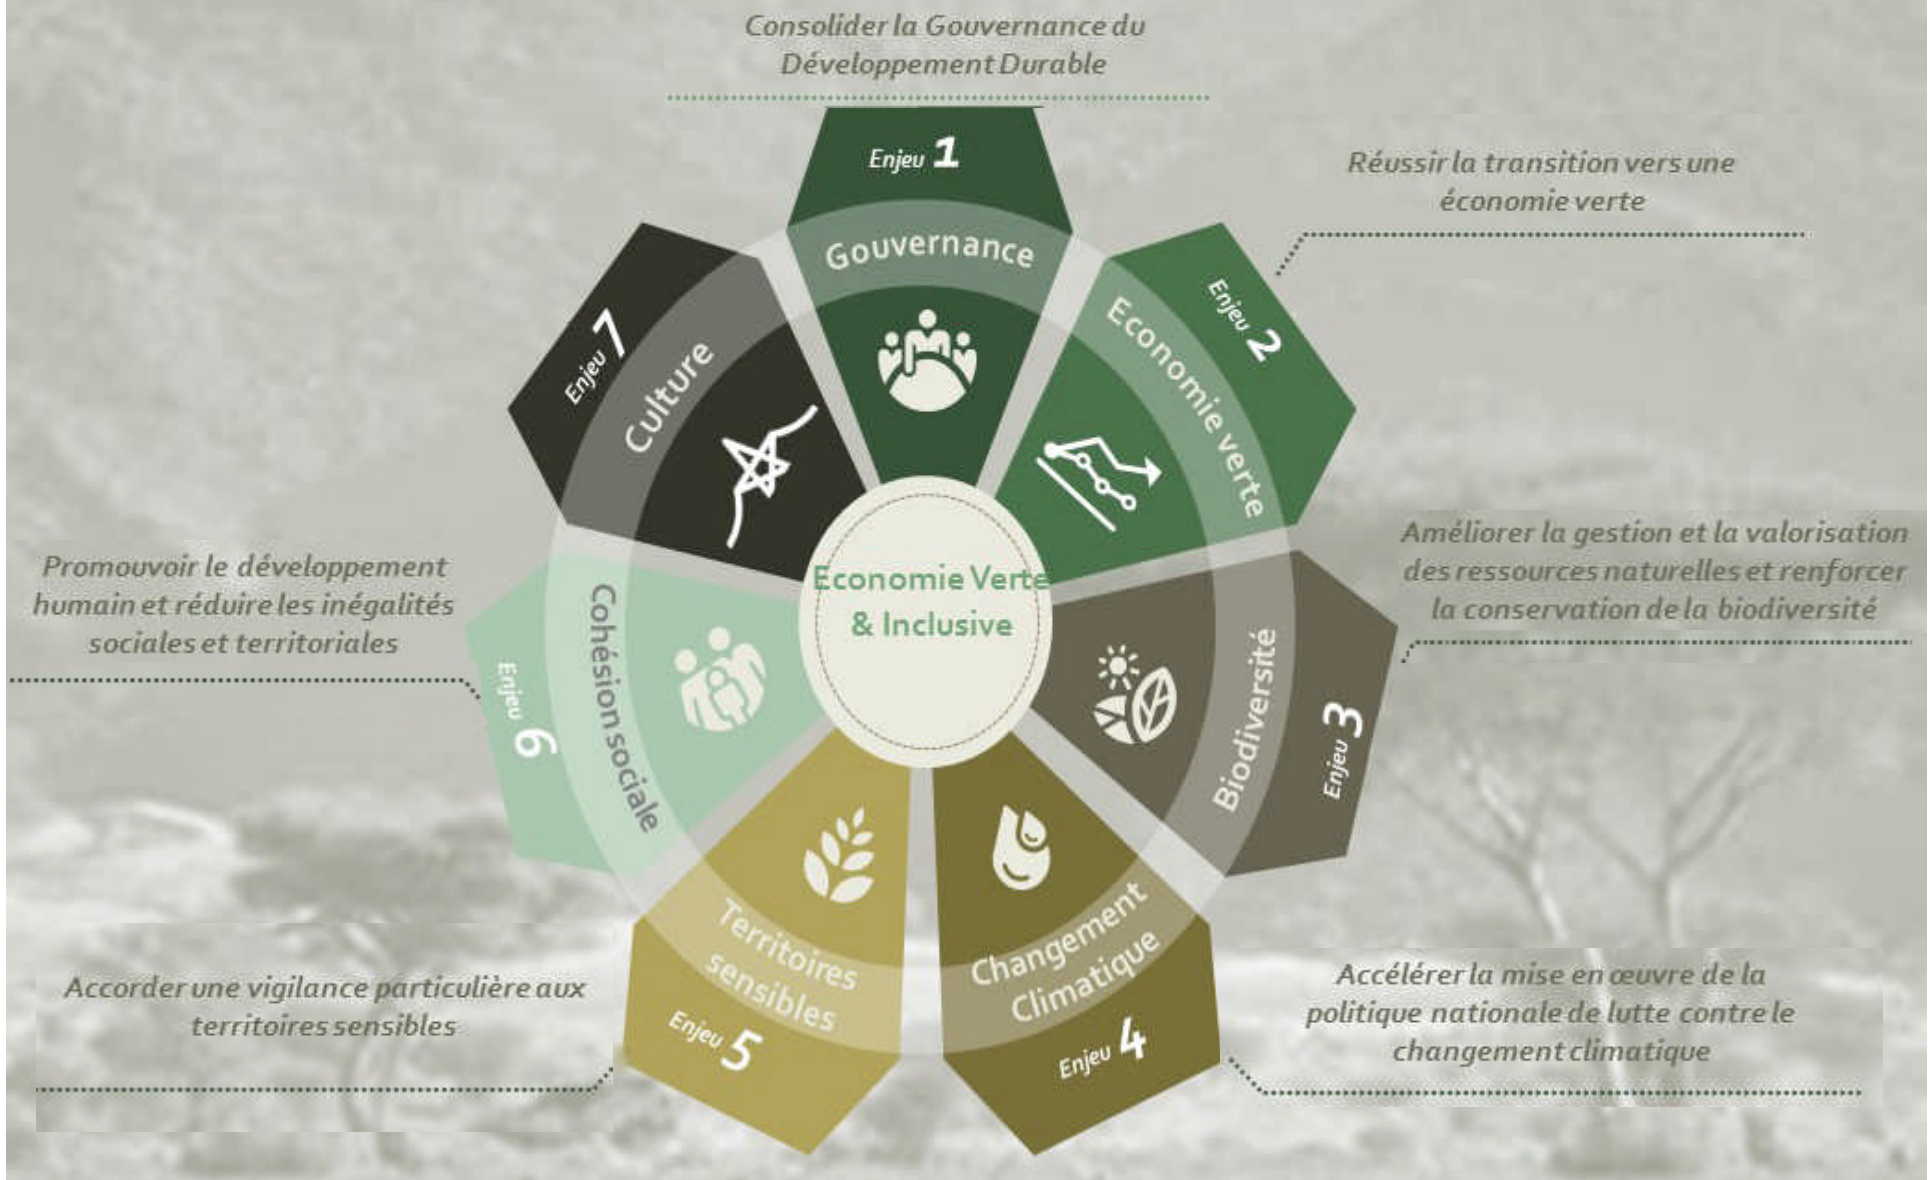 Consolider la Gouvernance du
Développement Durable
Enjeu 1
Gouvernance
Réussir la transition vers une
économie verte
Enjeu 2
Economie verte
Améliorer la gestion et la valorisation
des ressources naturelles et renforcer
la conservation de la biodiversité
Enjeu 3
Biodiversité
Accélérer la mise en œuvre de la
politique nationale de lutte contre le
changement climatique
Enjeu 4
Changement
Climatique
Accorder une vigilance particulière aux
territoires sensibles
Enjeu 5
Territoires
sensibles
Promouvoir le développement
humain et réduire les inégalités
sociales et territoriales
Enjeu 6
Cohésion sociale
Enjeu 7
Culture
Economie Verte
& Inclusive